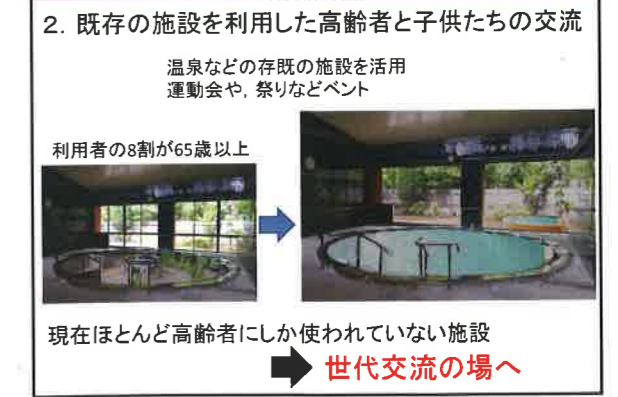 2. 既存の施設を利用した高齢者と子供たちの交流
温泉などの存既の施設を活用
運動会や, 祭りなどベント
利用者の8割が65歳以上
現在ほとんど高齢者にしか使われていない施設
世代交流の場へ